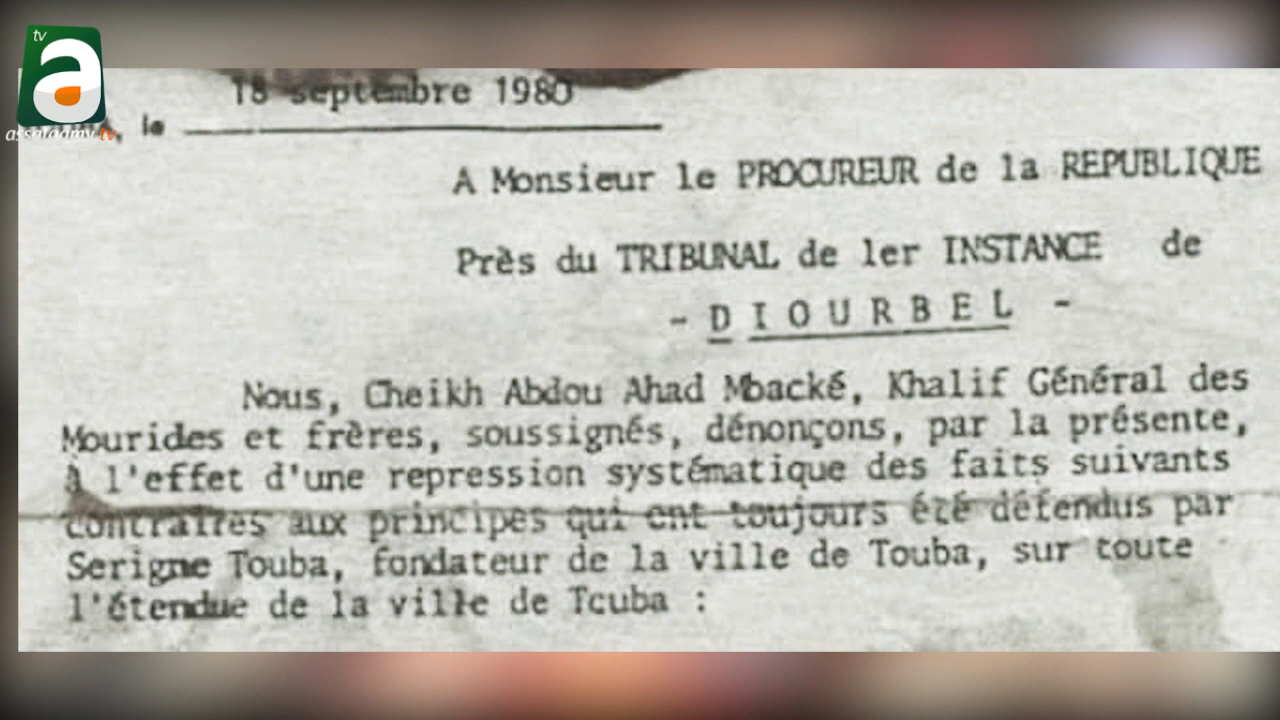 tv
a
assalaamv tv
18 septembre 1980
, le
A Monsieur le PROCUREUR de la REPUBLIQUE
Près du TRIBUNAL de 1er INSTANCE de
- D I O U R B E L -
Nous, Cheikh Abdou Ahad Mbacké, Khalif Général des
Mourides et frères, soussignés, dénonçons, par la présente,
à l'effet d'une repression systématique des faits suivants
contraires aux principes qui ont toujours été défendus par
Serigne Touba, fondateur de la ville de Touba, sur toute
l'étendue de la ville de Touba :